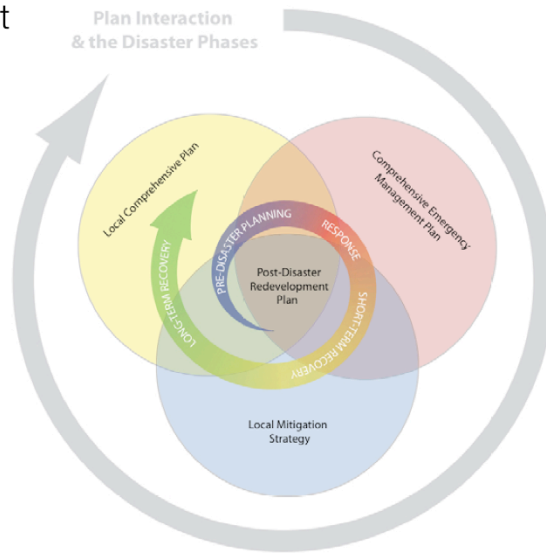 t
Plan Interaction
& the Disaster Phases
Local Comprehensive Plan
Comprehensive Emergency
Management Plan
PRE-DISASTER PLANNING
RESPONSE
SHORT-TERM RECOVERY
LONG-TERM RECOVERY
Post-Disaster
Redevelopment
Plan
Local Mitigation
Strategy